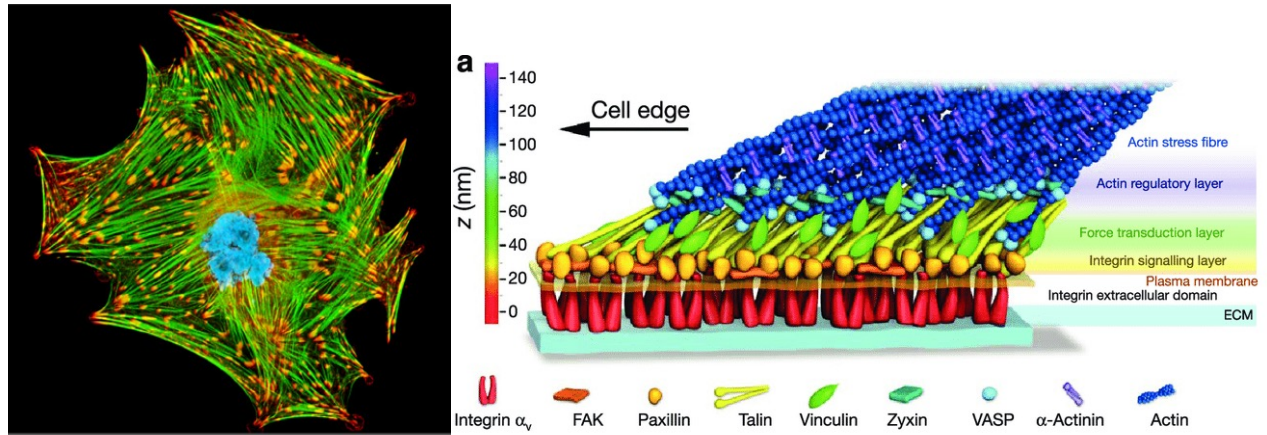 a
140
120
100
80
60
40
20
0
z (nm)
Cell edge
Actin stress fibre
Actin regulatory layer
Force transduction layer
Integrin signalling layer
Plasma membrane
Integrin extracellular domain
ECM
Integrin αv
FAK
Paxillin
Talin
Vinculin
Zyxin
VASP
α-Actinin
Actin